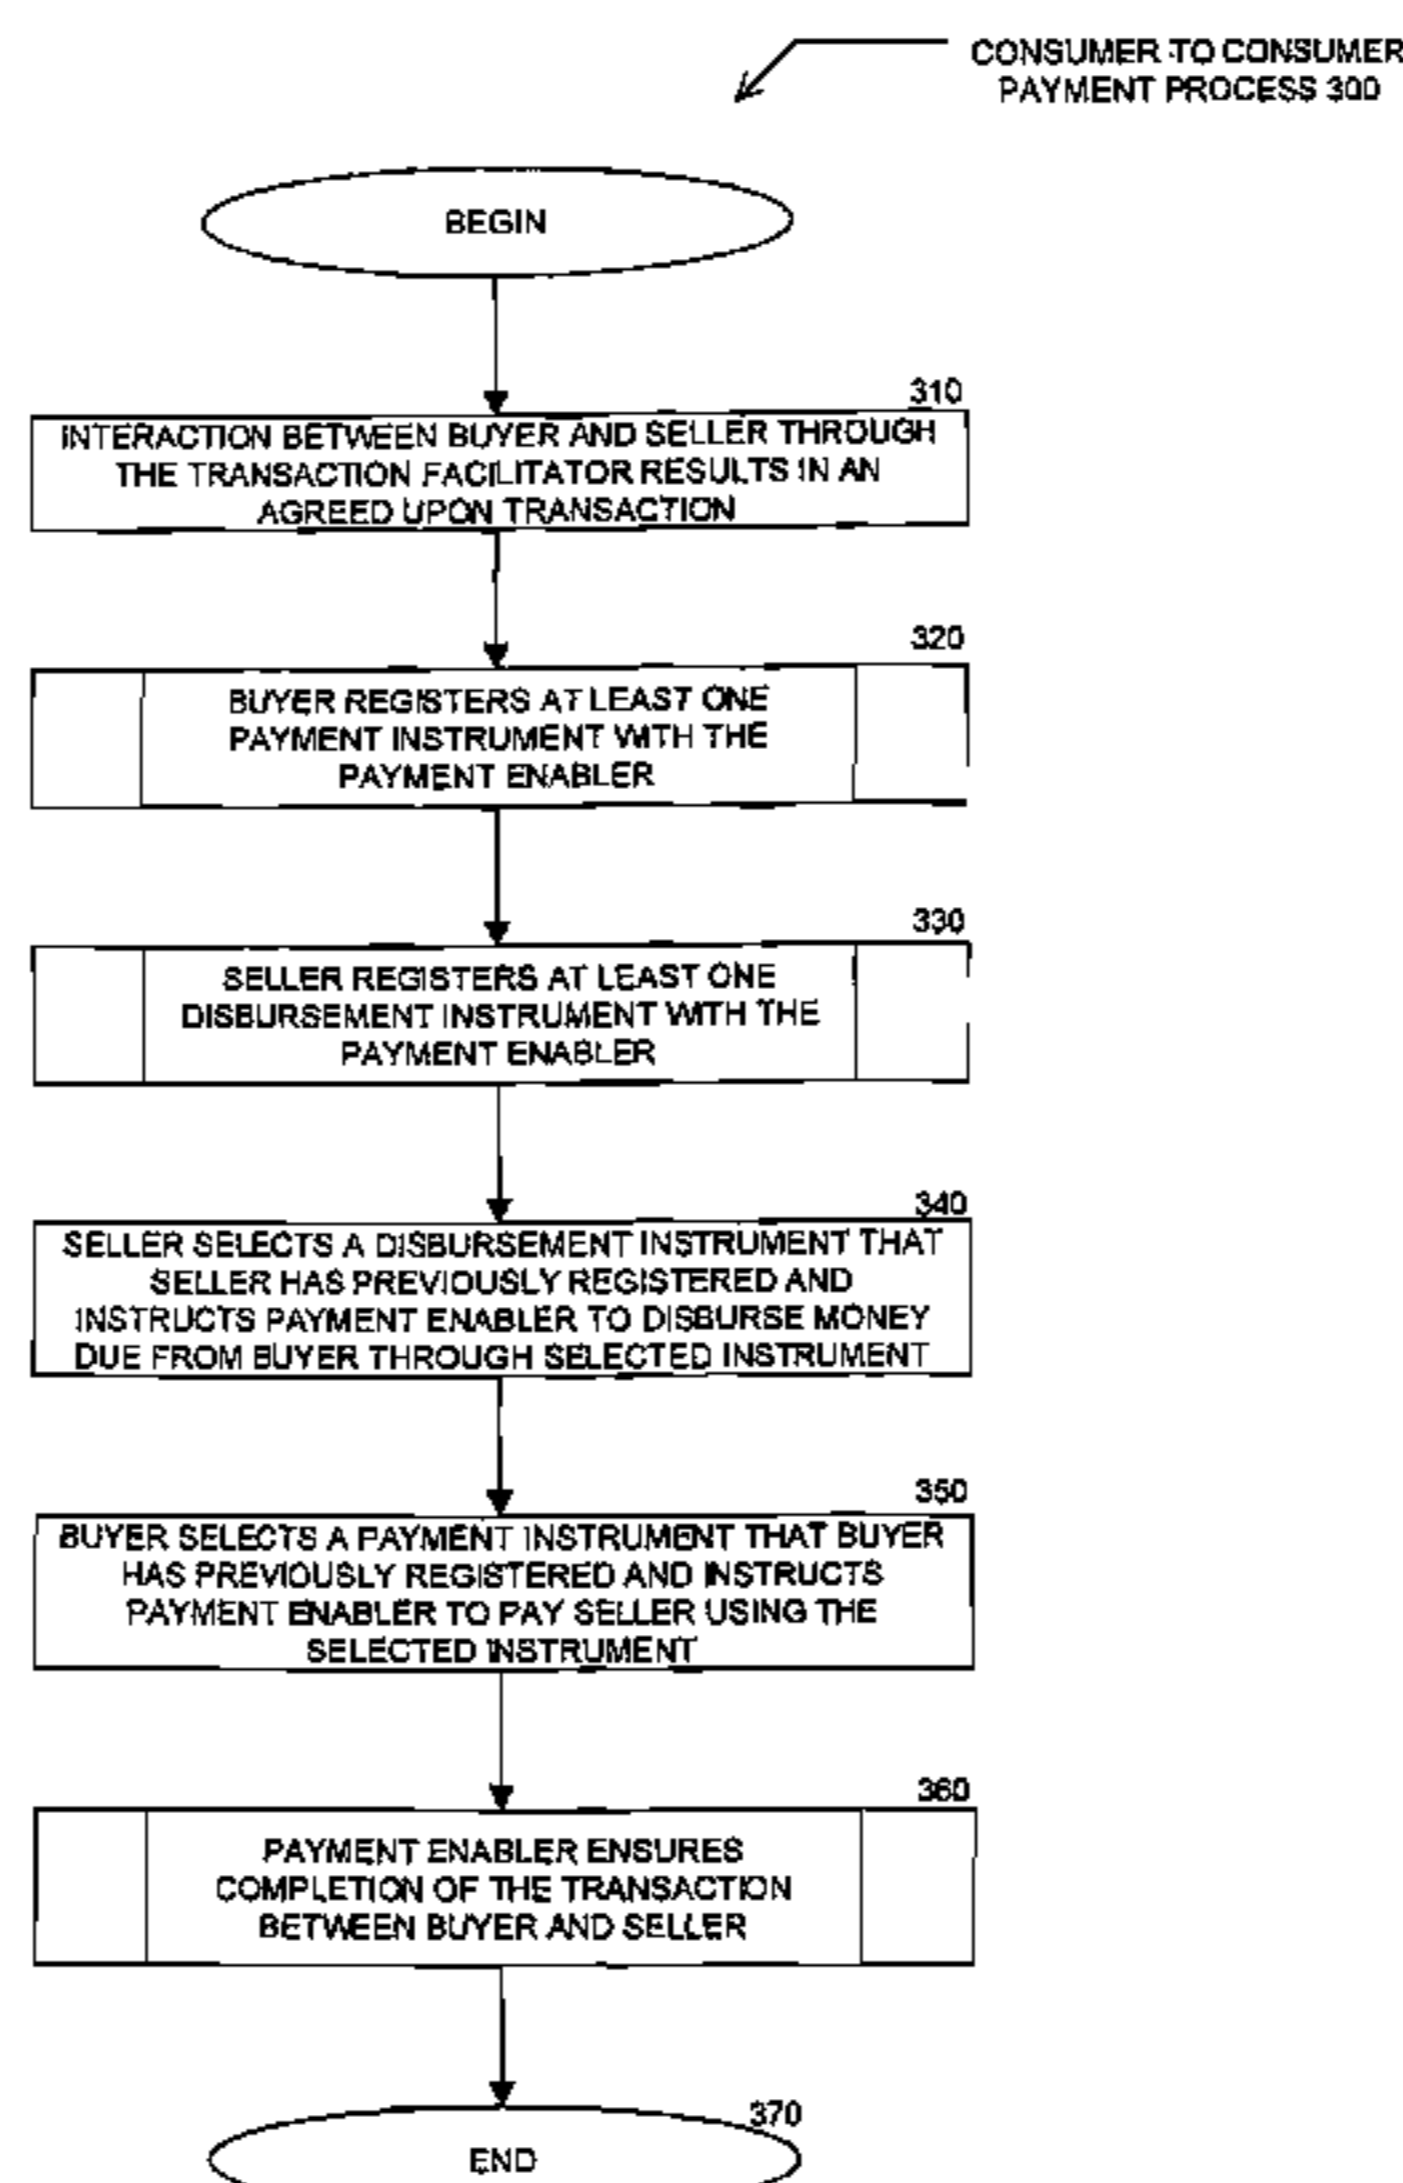 CONSUMER TO CONSUMER
PAYMENT PROCESS 300
BEGIN
310
INTERACTION BETWEEN BUYER AND SELLER THROUGH
THE TRANSACTION FACILITATOR RESULTS IN AN
AGREED UPON TRANSACTION
320
BUYER REGISTERS AT LEAST ONE
PAYMENT INSTRUMENT WITH THE
PAYMENT ENABLER
330
SELLER REGISTERS AT LEAST ONE
DISBURSEMENT INSTRUMENT WITH THE
PAYMENT ENABLER
340
SELLER SELECTS A DISBURSEMENT INSTRUMENT THAT
SELLER HAS PREVIOUSLY REGISTERED AND
INSTRUCTS PAYMENT ENABLER TO DISBURSE MONEY
DUE FROM BUYER THROUGH SELECTED INSTRUMENT
350
BUYER SELECTS A PAYMENT INSTRUMENT THAT BUYER
HAS PREVIOUSLY REGISTERED AND INSTRUCTS
PAYMENT ENABLER TO PAY SELLER USING THE
SELECTED INSTRUMENT
360
PAYMENT ENABLER ENSURES
COMPLETION OF THE TRANSACTION
BETWEEN BUYER AND SELLER
370
END